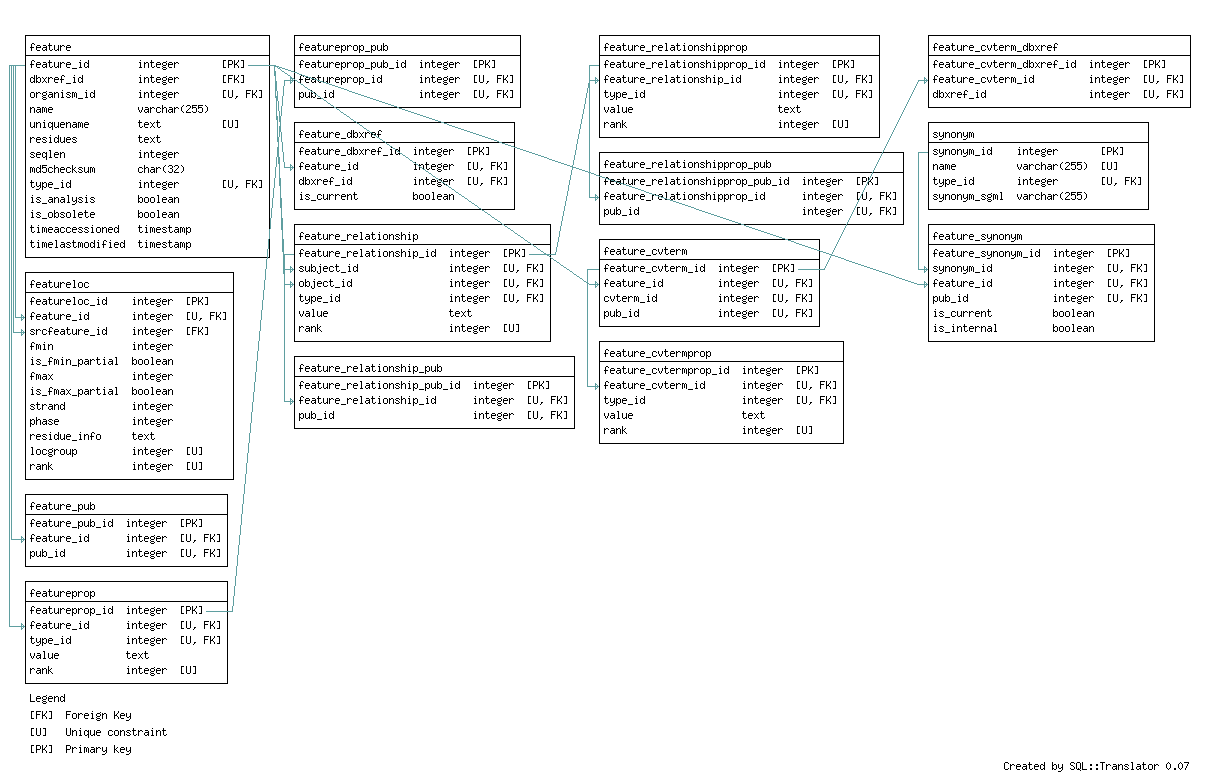 feature
feature_id integer [PK]
dbxref_id integer [FK]
organism_id integer [U, FK]
name varchar(255)
uniquename text [U]
residues text
seqlen integer
md5checksum char(32)
type_id integer [U, FK]
is_analysis boolean
is_obsolete boolean
timeaccessioned timestamp
timelastmodified timestamp
featureloc
featureloc_id integer [PK]
feature_id integer [U, FK]
srcfeature_id integer [FK]
fmin integer
is_fmin_partial boolean
fmax integer
is_fmax_partial boolean
strand integer
phase integer
residue_info text
locgroup integer [U]
rank integer [U]
feature_pub
feature_pub_id integer [PK]
feature_id integer [U, FK]
pub_id integer [U, FK]
featureprop
featureprop_id integer [PK]
feature_id integer [U, FK]
type_id integer [U, FK]
value text
rank integer [U]
Legend
[FK] Foreign Key
[U] Unique constraint
[PK] Primary key
featureprop_pub
featureprop_pub_id integer [PK]
featureprop_id integer [U, FK]
pub_id integer [U, FK]
feature_dbxref
feature_dbxref_id integer [PK]
feature_id integer [U, FK]
dbxref_id integer [U, FK]
is_current boolean
feature_relationship
feature_relationship_id integer [PK]
subject_id integer [U, FK]
object_id integer [U, FK]
type_id integer [U, FK]
value text
rank integer [U]
feature_relationship_pub
feature_relationship_pub_id integer [PK]
feature_relationship_id integer [U, FK]
pub_id integer [U, FK]
feature_relationshipprop
feature_relationshipprop_id integer [PK]
feature_relationship_id integer [U, FK]
type_id integer [U, FK]
value text
rank integer [U]
feature_relationshipprop_pub
feature_relationshipprop_pub_id integer [PK]
feature_relationshipprop_id integer [U, FK]
pub_id integer [U, FK]
feature_cvterm
feature_cvterm_id integer [PK]
feature_id integer [U, FK]
cvterm_id integer [U, FK]
pub_id integer [U, FK]
feature_cvtermprop
feature_cvtermprop_id integer [PK]
feature_cvterm_id integer [U, FK]
type_id integer [U, FK]
value text
rank integer [U]
feature_cvterm_dbxref
feature_cvterm_dbxref_id integer [PK]
feature_cvterm_id integer [U, FK]
dbxref_id integer [U, FK]
synonym
synonym_id integer [PK]
name varchar(255) [U]
type_id integer [U, FK]
synonym_sgml varchar(255)
feature_synonym
feature_synonym_id integer [PK]
synonym_id integer [U, FK]
feature_id integer [U, FK]
pub_id integer [U, FK]
is_current boolean
is_internal boolean
Created by SQL::Translator 0.07